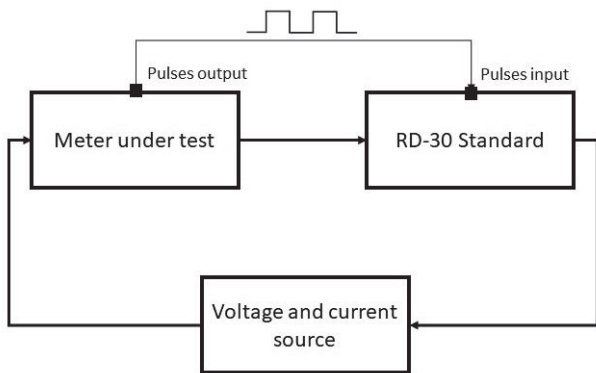 Pulses output
Pulses input
Meter under test
RD-30 Standard
Voltage and current
source